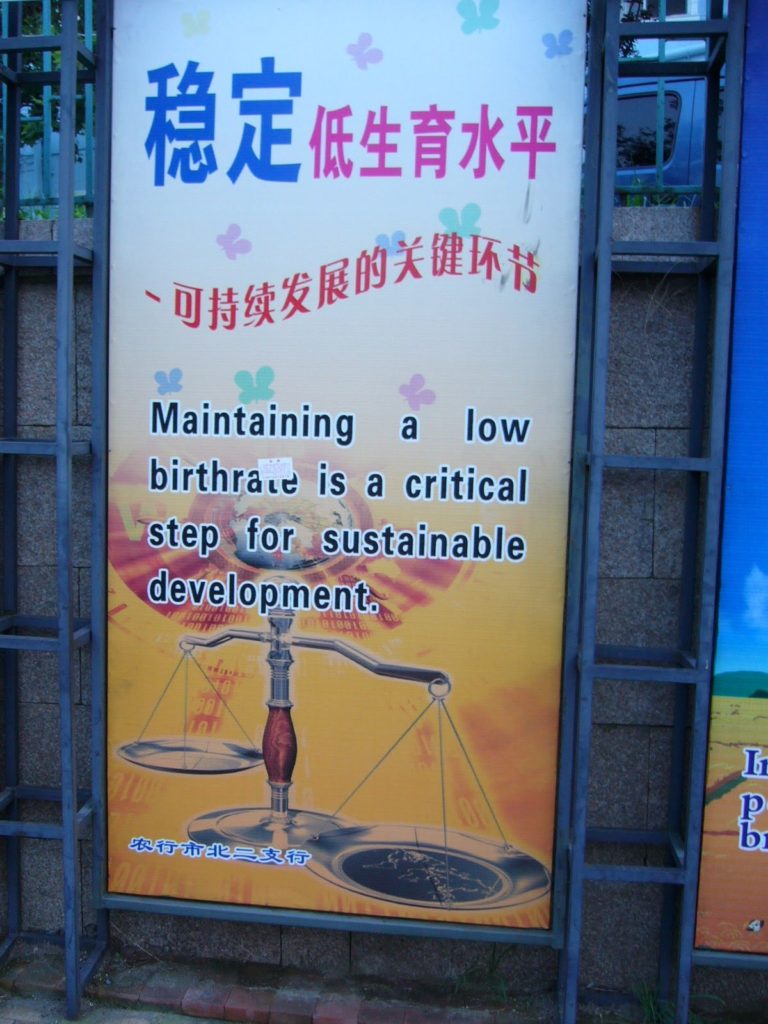 稳定低生育水平
-可持续发展的关键环节
Maintaining a low
birthrate is a critical
step for sustainable
development.
农行市北二支行